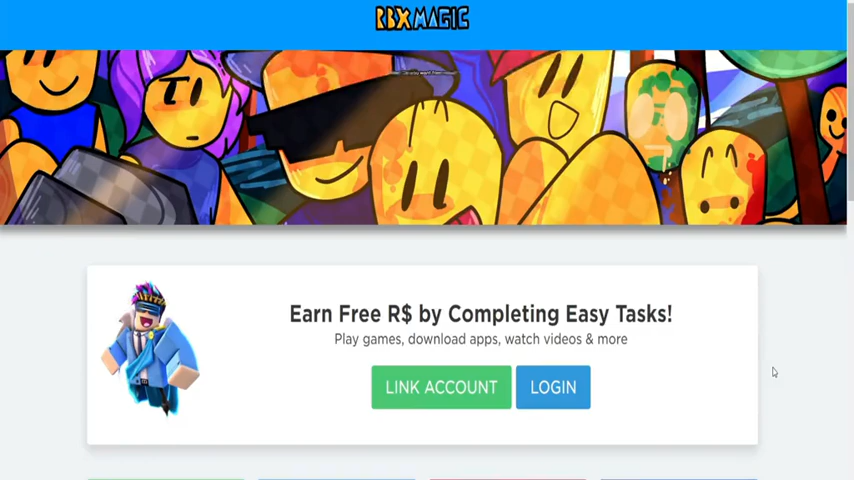 RBXMAGIC
Earn Free R$ by Completing Easy Tasks!
Play games, download apps, watch videos & more
LINK ACCOUNT LOGIN